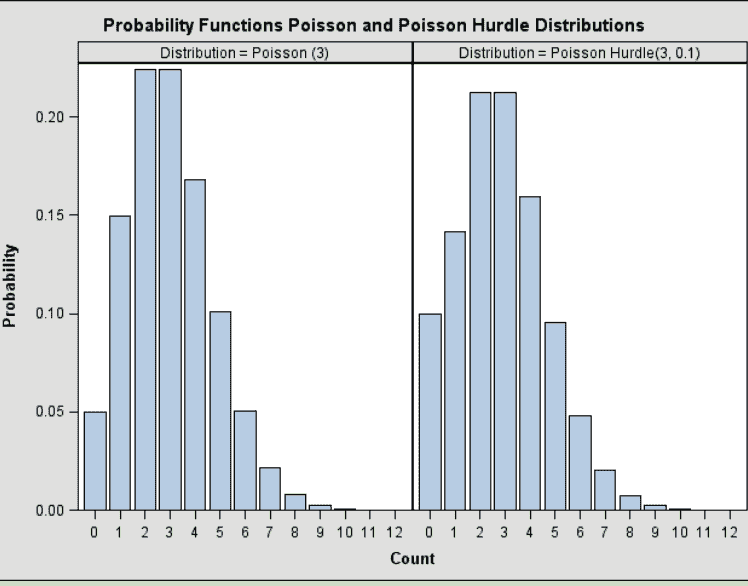 Probability Functions Poisson and Poisson Hurdle Distributions
Distribution = Poisson (3)
Distribution = Poisson Hurdle(3, 0.1)
Probability
0.20
0.15
0.10
0.05
0.00
0 1 2 3 4 5 6 7 8 9 10 11 12
0 1 2 3 4 5 6 7 8 9 10 11 12
Count